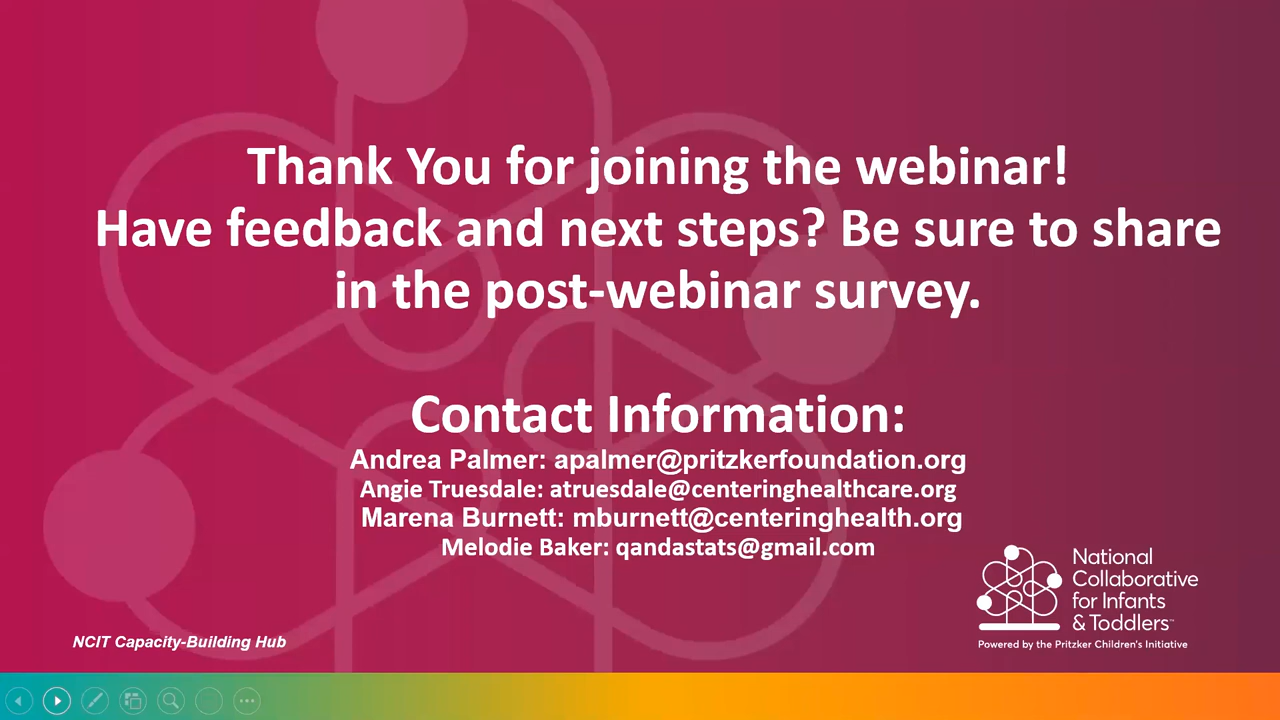 Thank You for joining the webinar!
Have feedback and next steps? Be sure to share
in the post-webinar survey.
Contact Information:
Andrea Palmer: apalmer@pritzkerfoundation.org
Angie Truesdale: atruesdale@centeringhealthcare.org
Marena Burnett: mburnett@centeringhealth.org
Melodie Baker: qandastats@gmail.com
National
Collaborative
for Infants
& Toddlers™
Powered by the Pritzker Children's Initiative
NCIT Capacity-Building Hub